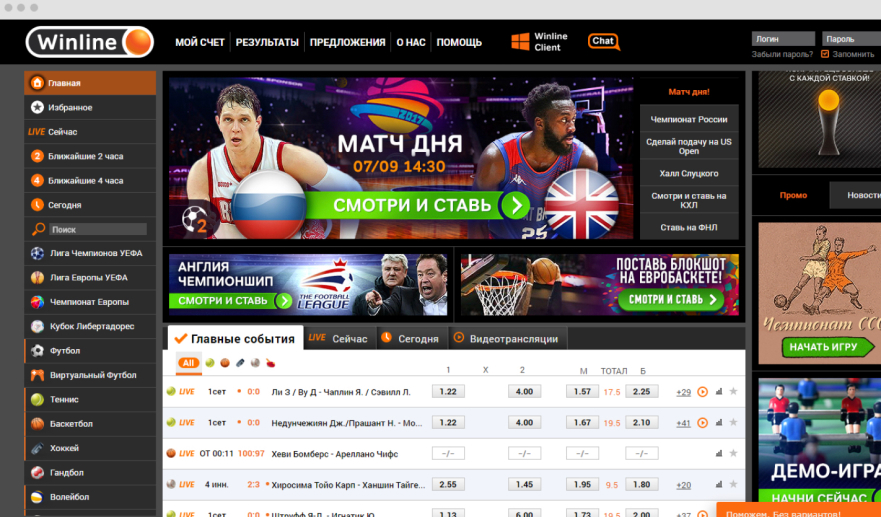 Winline
МОЙ СЧЕТ
РЕЗУЛЬТАТЫ
ПРЕДЛОЖЕНИЯ
О НАС
ПОМОЩЬ
Winline
Client
Chat
Логин
Пароль
Забыли пароль?
Запомнить
Главная
Избранное
LIVE Сейчас
2 Ближайшие 2 часа
4 Ближайшие 4 часа
Сегодня
Поиск
Лига Чемпионов УЕФА
Лига Европы УЕФА
Чемпионат Европы
Кубок Либертадорес
Футбол
Виртуальный Футбол
Теннис
Баскетбол
Хоккей
Гандбол
Волейбол
2017
МАТЧ ДНЯ
07/09 14:30
СМОТРИ И СТАВЬ
2
25
Матч дня!
Чемпионат России
Сделай подачу на US
Open
Халл Слуцкого
Смотри и ставь на
КХЛ
Ставь на ФНЛ
С КАЖДОЙ СТАВКОЙ!
АНГЛИЯ
ЧЕМПИОНШИП
СМОТРИ И СТАВЬ
THE FOOTBALL
LEAGUE
ПОСТАВЬ БЛОКШОТ
НА ЕВРОБАСКЕТЕ!
СМОТРИ И СТАВЬ
Промо
Новости
Чемпионат СССР
НАЧАТЬ ИГРУ
ДЕМО-ИГРА
НАЧНИ СЕЙЧАС
Поможем. Без вариантов!
Главные события
LIVE Сейчас
Сегодня
Видеотрансляции
All
1 X 2 М ТОТАЛ Б
LIVE 1сет 0:0 Ли З / Ву Д - Чаплин Я. / Сэвилл Л. 1.22 4.00 1.57 17.5 2.25 +29
LIVE 1сет 0:0 Недунчежиян Дж./Прашант Н. - Мо... 1.22 4.00 1.67 19.5 2.10 +41
LIVE ОТ 00:11 100:97 Хеви Бомберс - Ареллано Чифс -/- -/- -/- -/-
LIVE 4 инн. 2:3 Хиросима Тойо Карп - Ханшин Тайге... 2.55 1.45 1.95 9.5 1.80 +20
LIVE 1сет 0:0 Штруфф Я-Л. - Игнатик Ю. 1.13 6.00 1.73 19.5 2.00 +37